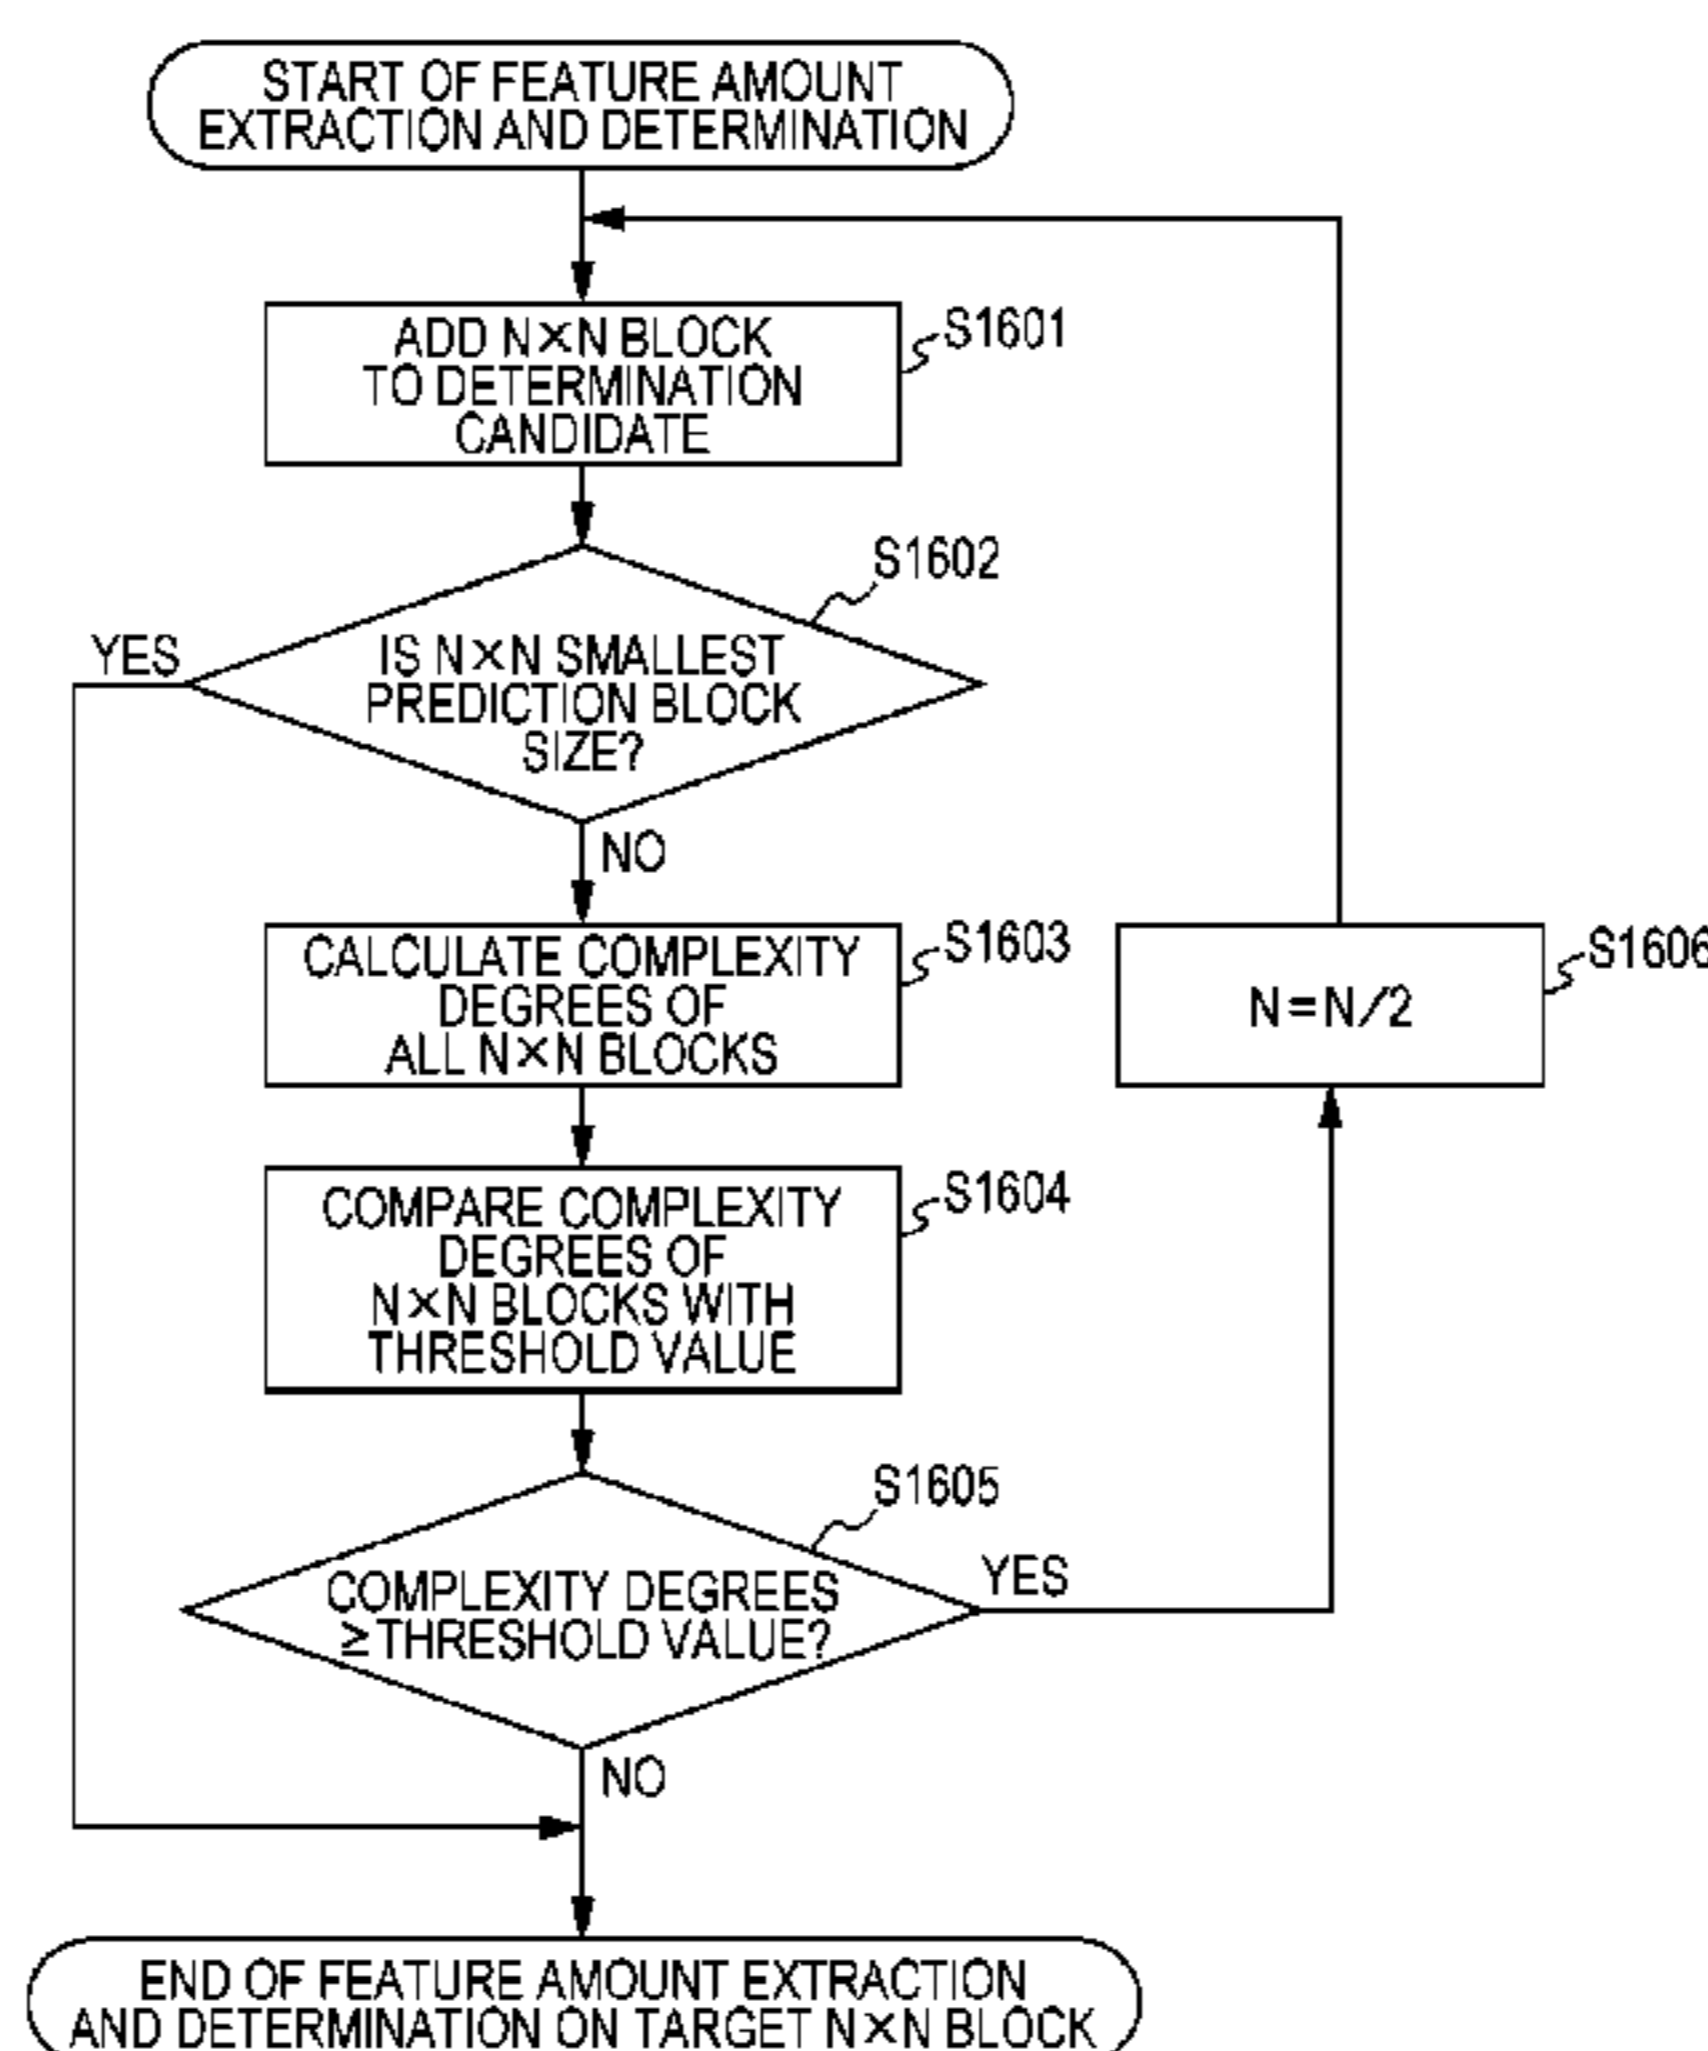 START OF FEATURE AMOUNT
EXTRACTION AND DETERMINATION
ADD N×N BLOCK
TO DETERMINATION
CANDIDATE
S1601
S1602
YES
IS N×N SMALLEST
PREDICTION BLOCK
SIZE?
NO
CALCULATE COMPLEXITY
DEGREES OF
ALL N×N BLOCKS
S1603
N=N/2
S1606
COMPARE COMPLEXITY
DEGREES OF
N×N BLOCKS WITH
THRESHOLD VALUE
S1604
S1605
COMPLEXITY DEGREES
≥THRESHOLD VALUE?
YES
NO
END OF FEATURE AMOUNT EXTRACTION
AND DETERMINATION ON TARGET N×N BLOCK